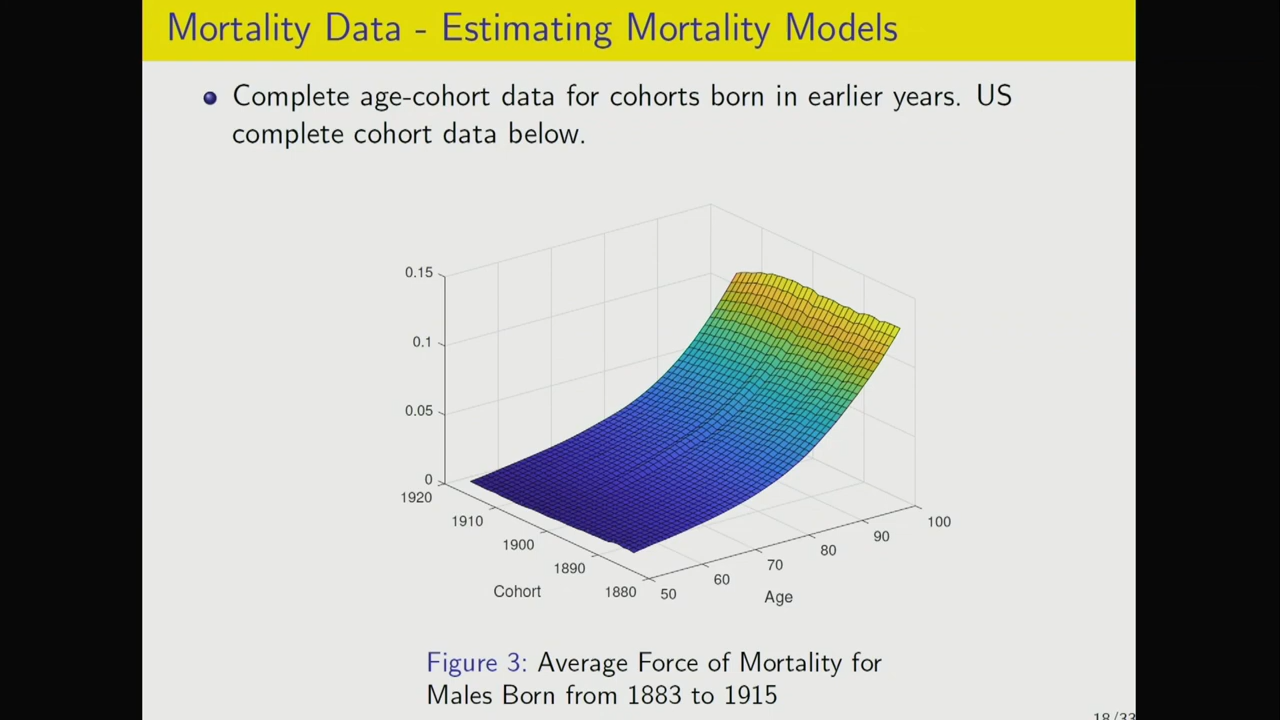 Mortality Data - Estimating Mortality Models
Complete age-cohort data for cohorts born in earlier years. US
complete cohort data below.
0.15
0.1
0.05
0
1920
1910
1900
1890
1880
Cohort
50
60
70
80
90
100
Age
Figure 3: Average Force of Mortality for
Males Born from 1883 to 1915
18/33